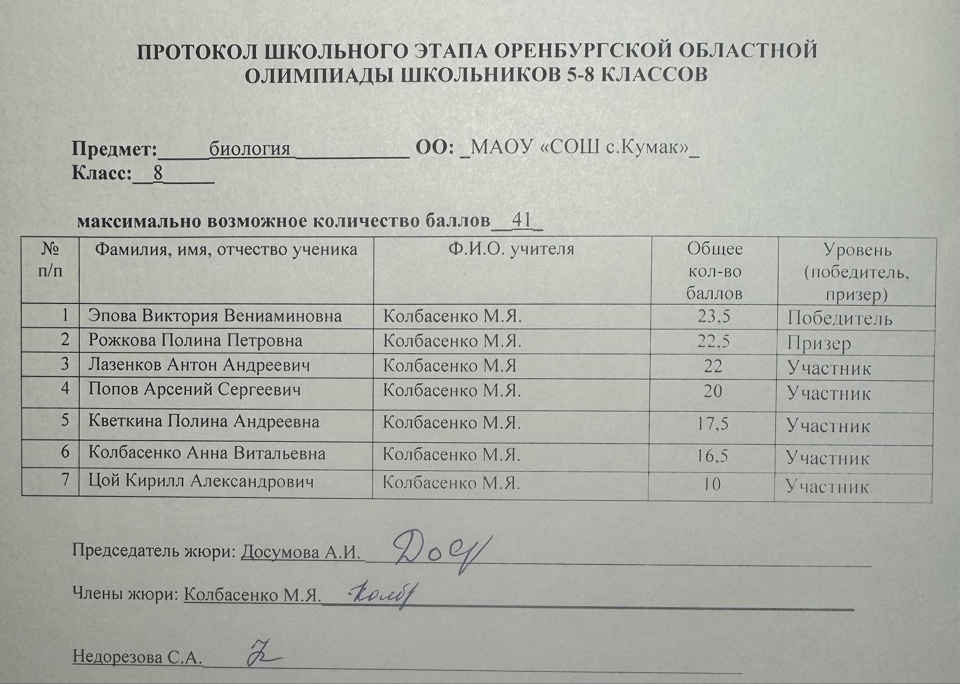 ПРОТОКОЛ ШКОЛЬНОГО ЭТАПА ОРЕНБУРГСКОЙ ОБЛАСТНОЙ
ОЛИМПИАДЫ ШКОЛЬНИКОВ 5-8 КЛАССОВ
Предмет:_____биология___________ ОО: _МАОУ «СОШ с.Кумак»_
Класс:__8_____
максимально возможное количество баллов__41_
№ п/п Фамилия, имя, отчество ученика Ф.И.О. учителя Общее кол-во баллов Уровень (победитель, призер)
1 Эпова Виктория Вениаминовна Колбасенко М.Я. 23,5 Победитель
2 Рожкова Полина Петровна Колбасенко М.Я. 22,5 Призер
3 Лазенков Антон Андреевич Колбасенко М.Я 22 Участник
4 Попов Арсений Сергеевич Колбасенко М.Я. 20 Участник
5 Кветкина Полина Андреевна Колбасенко М.Я. 17,5 Участник
6 Колбасенко Анна Витальевна Колбасенко М.Я. 16,5 Участник
7 Цой Кирилл Александрович Колбасенко М.Я. 10 Участник
Председатель жюри: Досумова А.И.
Члены жюри: Колбасенко М.Я.
Недорезова С.А.